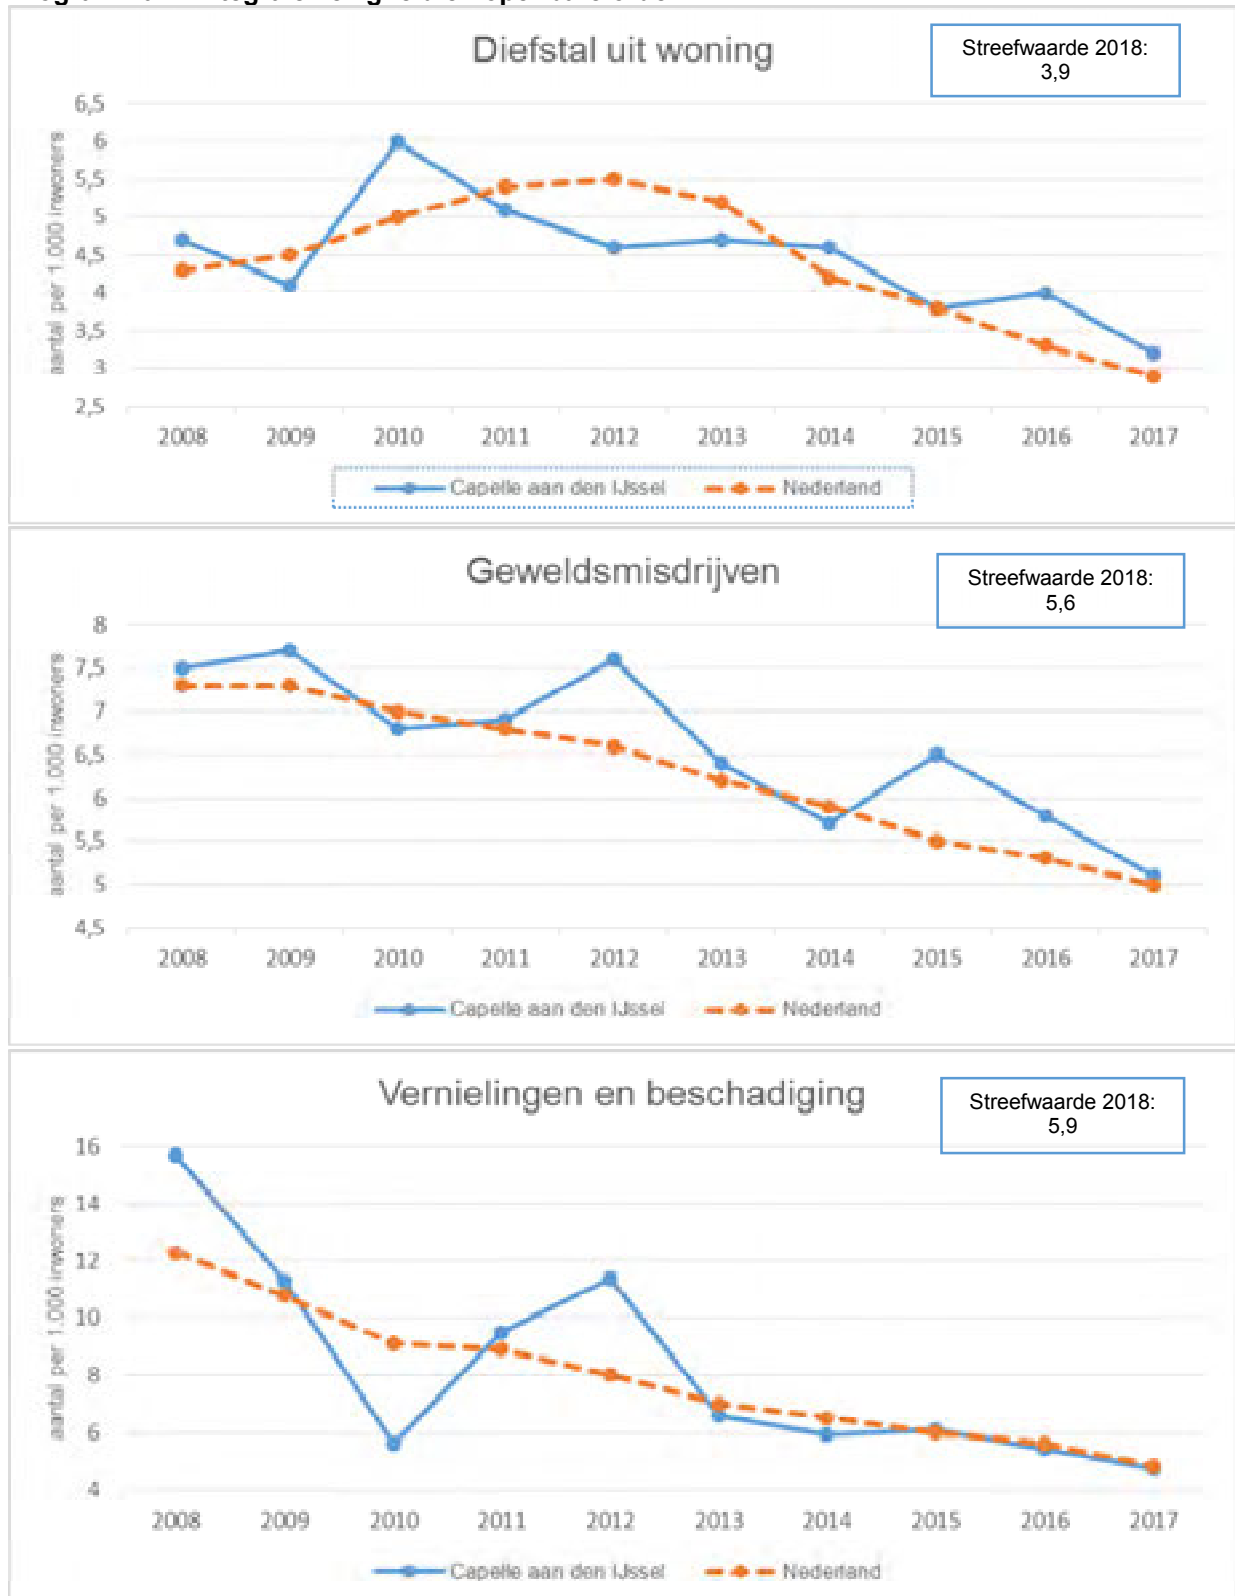 Diefstal uit woning
Streefwaarde 2018:
3,9
aantal per 1.000 inwoners
6,5
6
5,5
5
4,5
4
3,5
3
2,5
2008 2009 2010 2011 2012 2013 2014 2015 2016 2017
Capelle aan den IJssel Nederland
Geweldsmisdrijven
Streefwaarde 2018:
5,6
aantal per 1.000 inwoners
8
7,5
7
6,5
6
5,5
5
4,5
2008 2009 2010 2011 2012 2013 2014 2015 2016 2017
Capelle aan den IJssel Nederland
Vernielingen en beschadiging
Streefwaarde 2018:
5,9
aantal per 1.000 inwoners
16
14
12
10
8
6
4
2008 2009 2010 2011 2012 2013 2014 2015 2016 2017
Capelle aan den IJssel Nederland